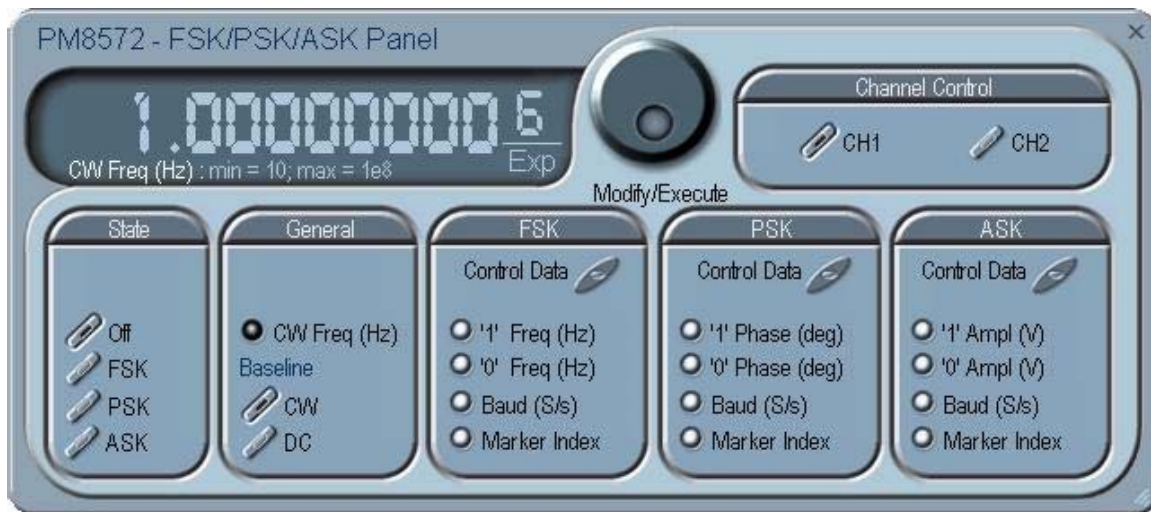 PM8572 - FSK/PSK/ASK Panel
1.00000000 6
Exp
CW Freq (Hz) : min = 10; max = 1e8
Modify/Execute
Channel Control
CH1 CH2
State
Off
FSK
PSK
ASK
General
CW Freq (Hz)
Baseline
CW
DC
FSK
Control Data
'1' Freq (Hz)
'0' Freq (Hz)
Baud (S/s)
Marker Index
PSK
Control Data
'1' Phase (deg)
'0' Phase (deg)
Baud (S/s)
Marker Index
ASK
Control Data
'1' Ampl (V)
'0' Ampl (V)
Baud (S/s)
Marker Index